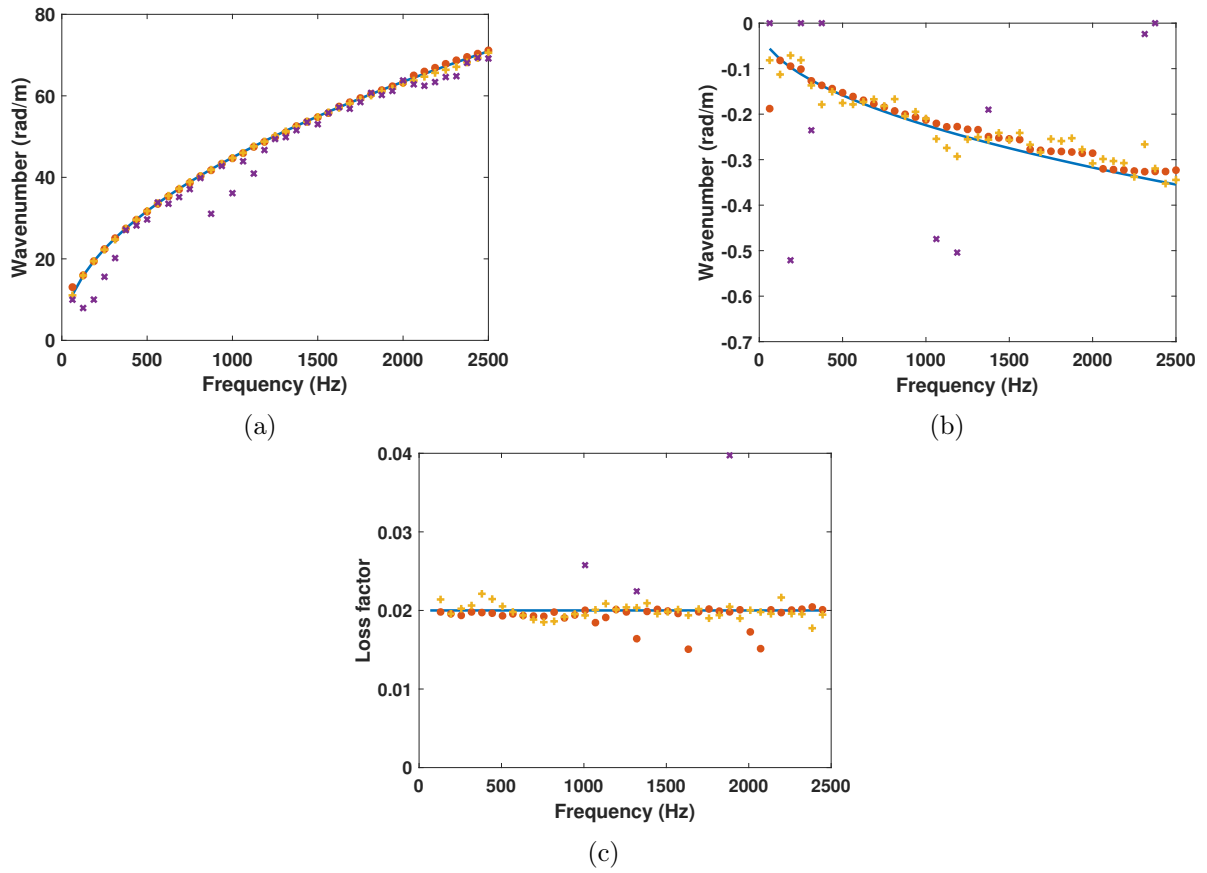 80
60
40
20
0
Wavenumber (rad/m)
0 500 1000 1500 2000 2500
Frequency (Hz)
(a)
0
-0.1
-0.2
-0.3
-0.4
-0.5
-0.6
-0.7
Wavenumber (rad/m)
0 500 1000 1500 2000 2500
Frequency (Hz)
(b)
0.04
0.03
0.02
0.01
0
Loss factor
0 500 1000 1500 2000 2500
Frequency (Hz)
(c)